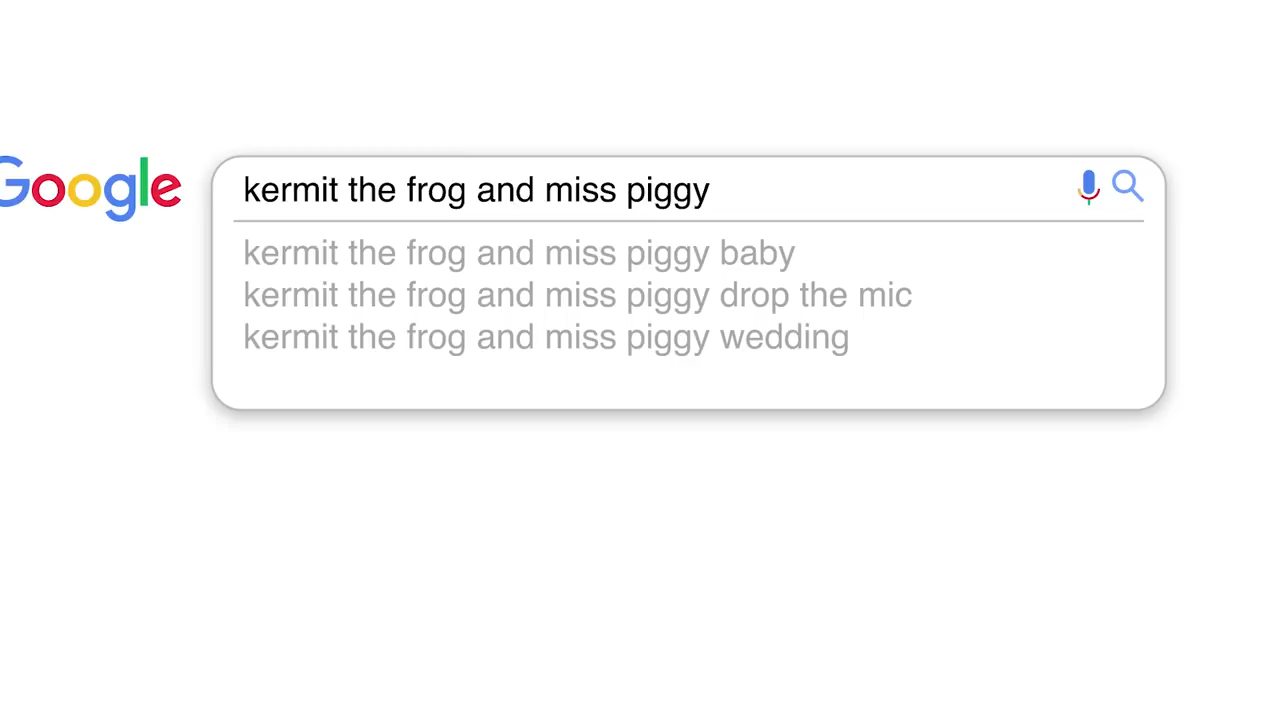 Google
kermit the frog and miss piggy
kermit the frog and miss piggy baby
kermit the frog and miss piggy drop the mic
kermit the frog and miss piggy wedding